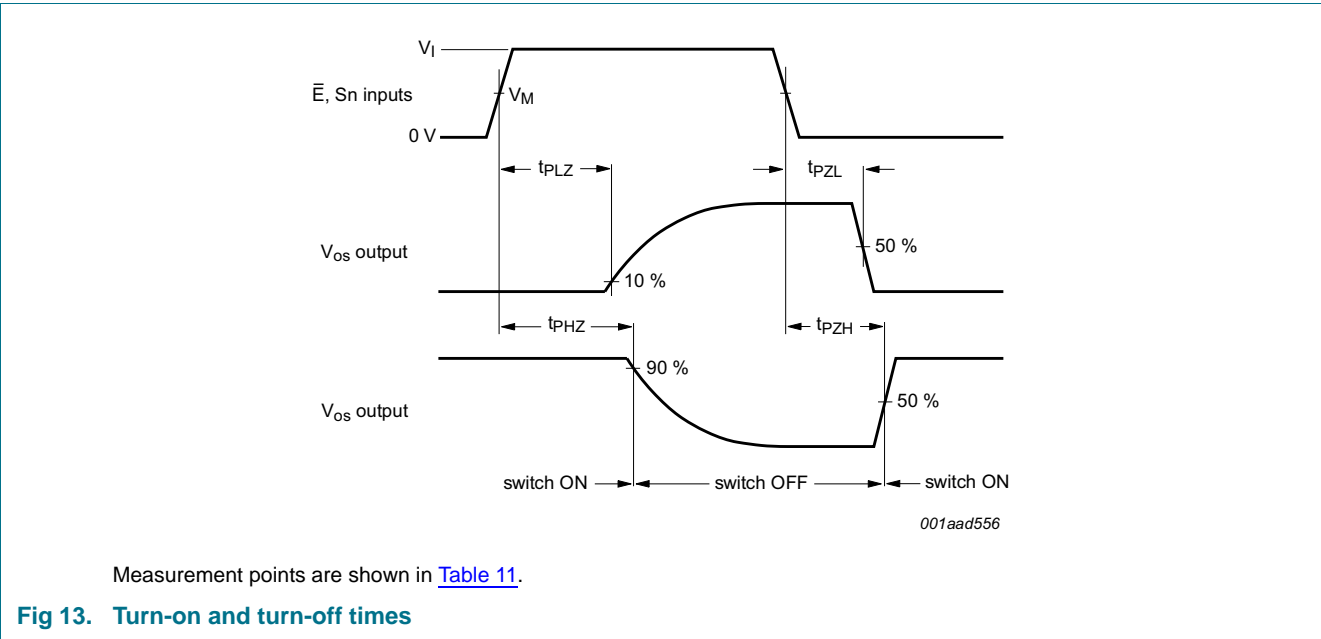 V_I
E̅, Sn inputs
V_M
0 V
t_PLZ
t_PZL
V_os output
50 %
10 %
t_PHZ
t_PZH
90 %
V_os output
50 %
switch ON
switch OFF
switch ON
001aad556
Measurement points are shown in Table 11.
Fig 13. Turn-on and turn-off times